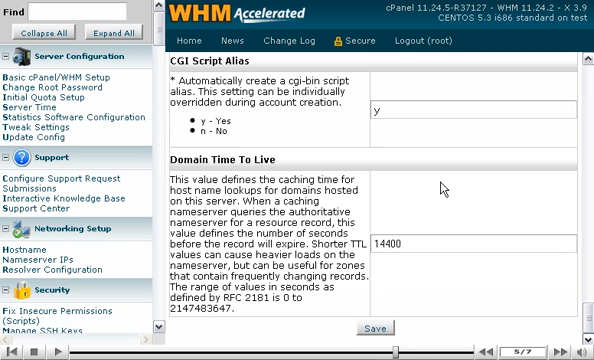 Find
Collapse All
Expand All
Server Configuration
Basic cPanel/WHM Setup
Change Root Password
Initial Quota Setup
Server Time
Statistics Software Configuration
Tweak Settings
Update Config
Support
Configure Support Request
Submissions
Interactive Knowledge Base
Support Center
Networking Setup
Hostname
Nameserver IPs
Resolver Configuration
Security
Fix Insecure Permissions
(Scripts)
Manage SSH Keys
WHM Accelerated
cPanel 11.24.5-R37127 - WHM 11.24.2 - X 3.9
CENTOS 5.3 i686 standard on test
Home News Change Log Secure Logout (root)
CGI Script Alias
* Automatically create a cgi-bin script
alias. This setting can be individually
overridden during account creation.
y - Yes
n - No
y
Domain Time To Live
This value defines the caching time for
host name lookups for domains hosted
on this server. When a caching
nameserver queries the authoritative
nameserver for a resource record, this
value defines the number of seconds
before the record will expire. Shorter TTL
values can cause heavier loads on the
nameserver, but can be useful for zones
that contain frequently changing records.
The range of values in seconds as
defined by RFC 2181 is 0 to
2147483647.
14400
Save
5/7